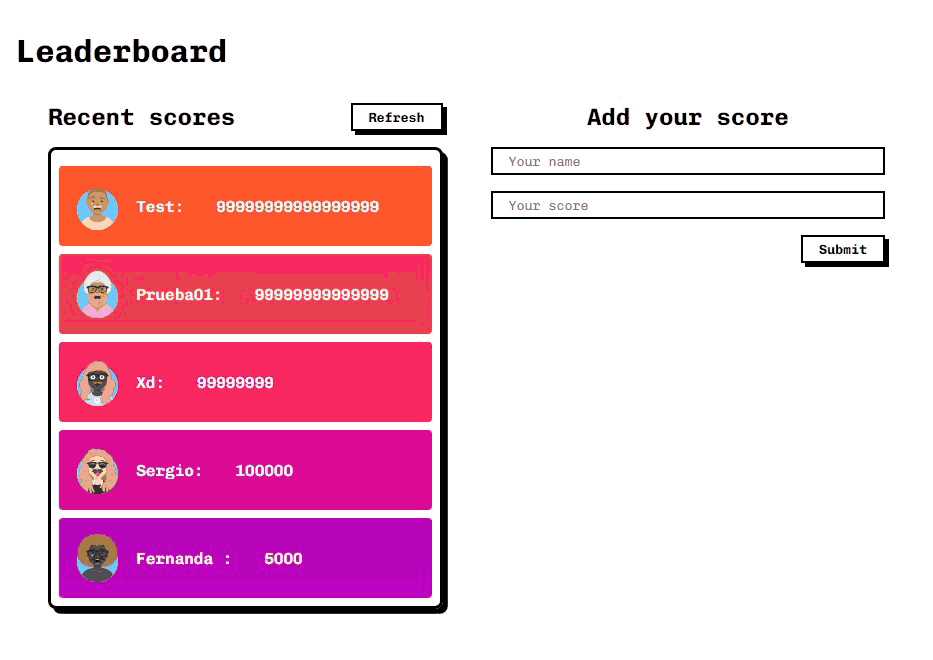 Leaderboard
Recent scores
Refresh
Test: 99999999999999999
Prueba01: 99999999999999
Xd: 99999999
Sergio: 100000
Fernanda : 5000
Add your score
Your name
Your score
Submit